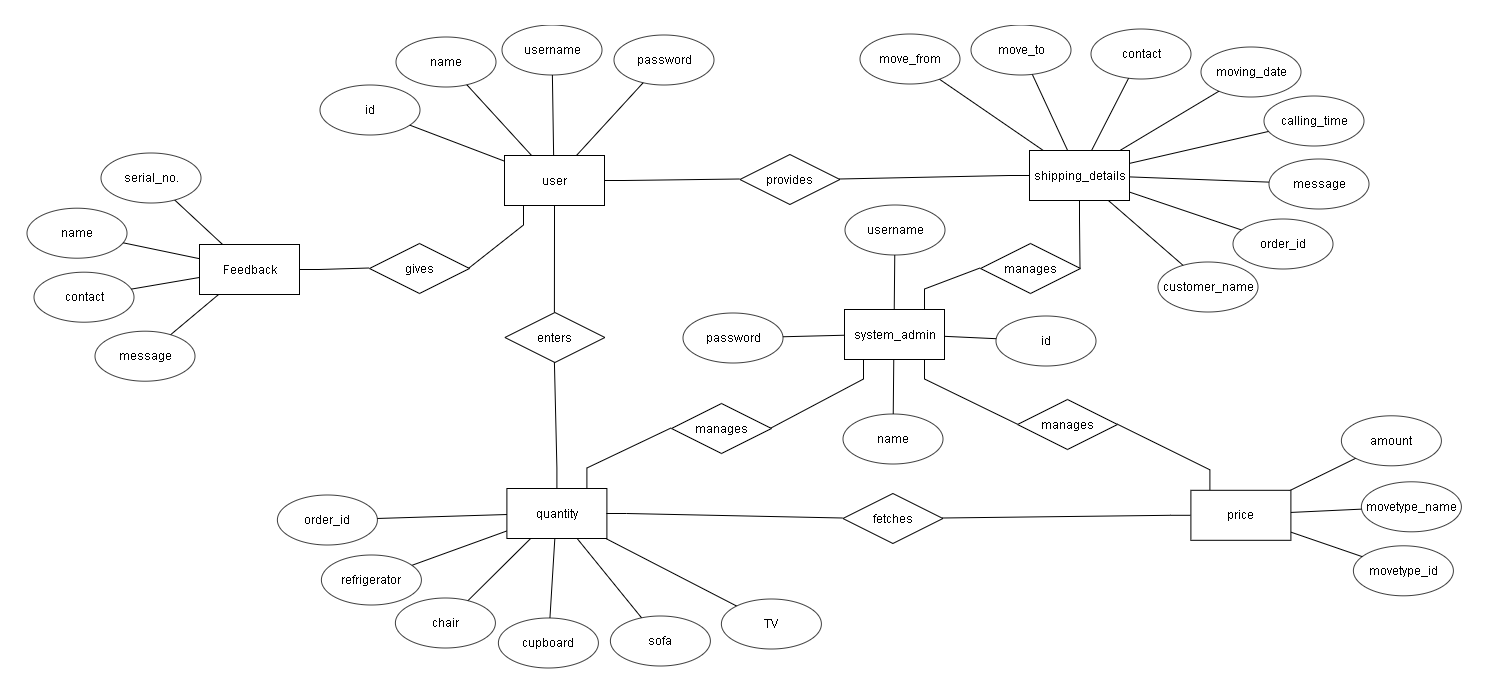 username
name
password
id
move_from
move_to
contact
moving_date
calling_time
message
order_id
customer_name
user
provides
shipping_details
serial_no.
name
contact
message
Feedback
gives
enters
username
manages
password
system_admin
id
name
manages
manages
amount
movetype_name
movetype_id
quantity
fetches
price
order_id
refrigerator
chair
cupboard
sofa
TV